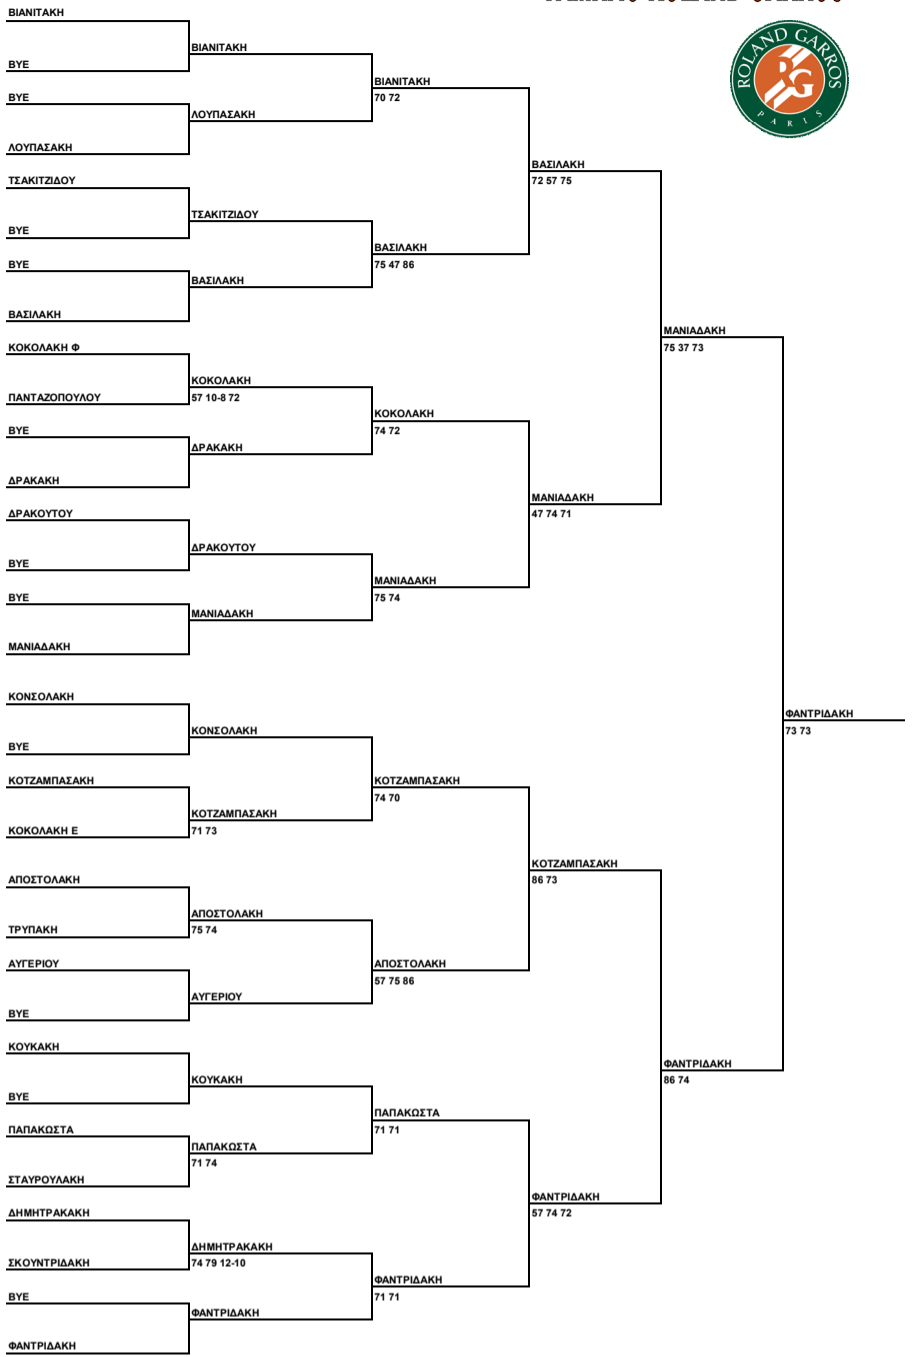 ROLAND GARROS
PARIS
RG
ΒΙΑΝΙΤΑΚΗ
BYE
BYE
ΛΟΥΠΑΣΑΚΗ
ΤΣΑΚΙΤΖΙΔΟΥ
BYE
BYE
ΒΑΣΙΛΑΚΗ
ΚΟΚΟΛΑΚΗ Φ
ΠΑΝΤΑΖΟΠΟΥΛΟΥ
BYE
ΔΡΑΚΑΚΗ
ΔΡΑΚΟΥΤΟΥ
BYE
BYE
ΜΑΝΙΑΔΑΚΗ
ΚΟΝΣΟΛΑΚΗ
BYE
ΚΟΤΖΑΜΠΑΣΑΚΗ
ΚΟΚΟΛΑΚΗ Ε
ΑΠΟΣΤΟΛΑΚΗ
ΤΡΥΠΑΚΗ
ΑΥΓΕΡΙΟΥ
BYE
ΚΟΥΚΑΚΗ
BYE
ΠΑΠΑΚΩΣΤΑ
ΣΤΑΥΡΟΥΛΑΚΗ
ΔΗΜΗΤΡΑΚΑΚΗ
ΣΚΟΥΝΤΡΙΔΑΚΗ
BYE
ΦΑΝΤΡΙΔΑΚΗ
ΒΙΑΝΙΤΑΚΗ
ΛΟΥΠΑΣΑΚΗ
ΤΣΑΚΙΤΖΙΔΟΥ
ΒΑΣΙΛΑΚΗ
ΚΟΚΟΛΑΚΗ
57 10-8 72
ΔΡΑΚΑΚΗ
ΔΡΑΚΟΥΤΟΥ
ΜΑΝΙΑΔΑΚΗ
ΚΟΝΣΟΛΑΚΗ
ΚΟΤΖΑΜΠΑΣΑΚΗ
71 73
ΑΠΟΣΤΟΛΑΚΗ
75 74
ΑΥΓΕΡΙΟΥ
ΚΟΥΚΑΚΗ
ΠΑΠΑΚΩΣΤΑ
71 74
ΔΗΜΗΤΡΑΚΑΚΗ
74 79 12-10
ΦΑΝΤΡΙΔΑΚΗ
ΒΙΑΝΙΤΑΚΗ
70 72
ΒΑΣΙΛΑΚΗ
75 47 86
ΚΟΚΟΛΑΚΗ
74 72
ΜΑΝΙΑΔΑΚΗ
75 74
ΚΟΤΖΑΜΠΑΣΑΚΗ
74 70
ΑΠΟΣΤΟΛΑΚΗ
57 75 86
ΠΑΠΑΚΩΣΤΑ
71 71
ΦΑΝΤΡΙΔΑΚΗ
71 71
ΒΑΣΙΛΑΚΗ
72 57 75
ΜΑΝΙΑΔΑΚΗ
47 74 71
ΚΟΤΖΑΜΠΑΣΑΚΗ
86 73
ΦΑΝΤΡΙΔΑΚΗ
57 74 72
ΜΑΝΙΑΔΑΚΗ
75 37 73
ΦΑΝΤΡΙΔΑΚΗ
86 74
ΦΑΝΤΡΙΔΑΚΗ
73 73